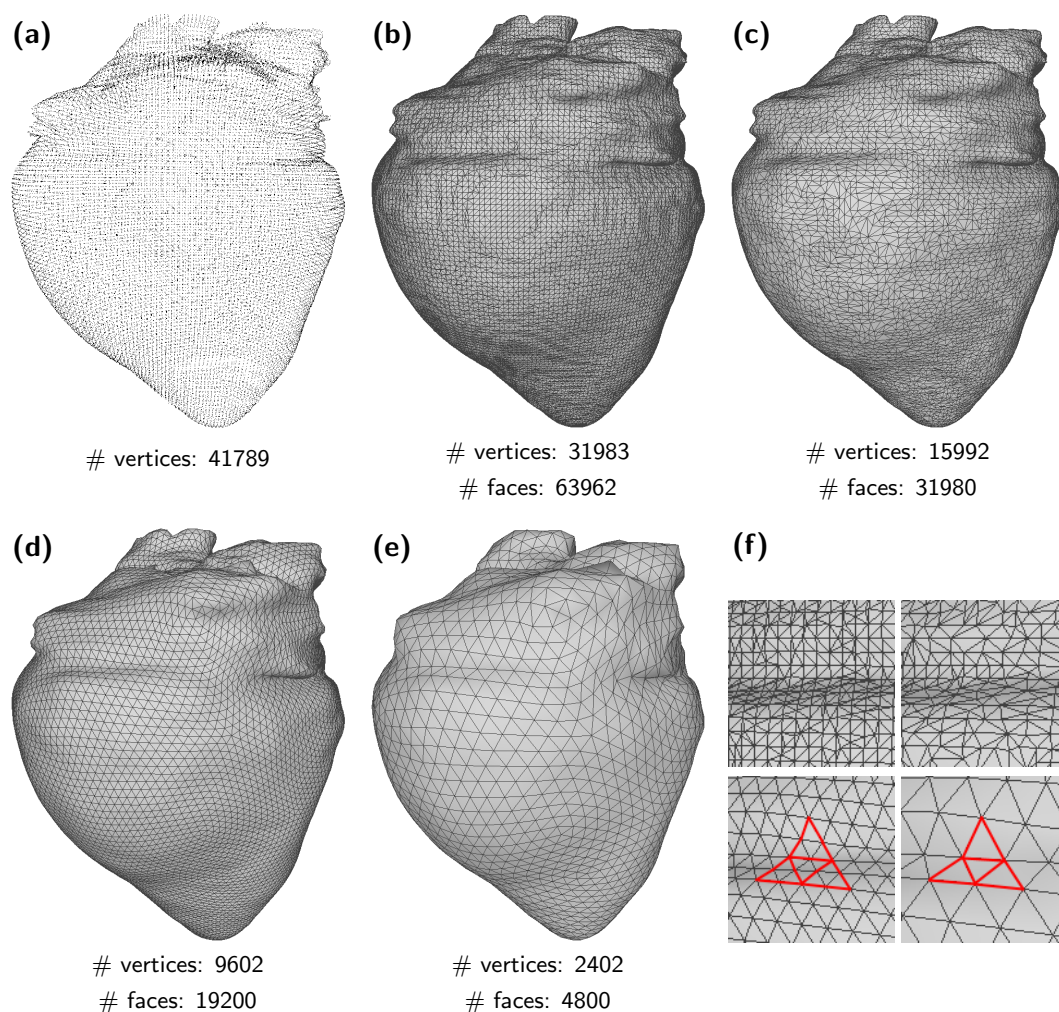 (a)
(b)
(c)
# vertices: 41789
# vertices: 31983
# faces: 63962
# vertices: 15992
# faces: 31980
(d)
(e)
(f)
# vertices: 9602
# faces: 19200
# vertices: 2402
# faces: 4800